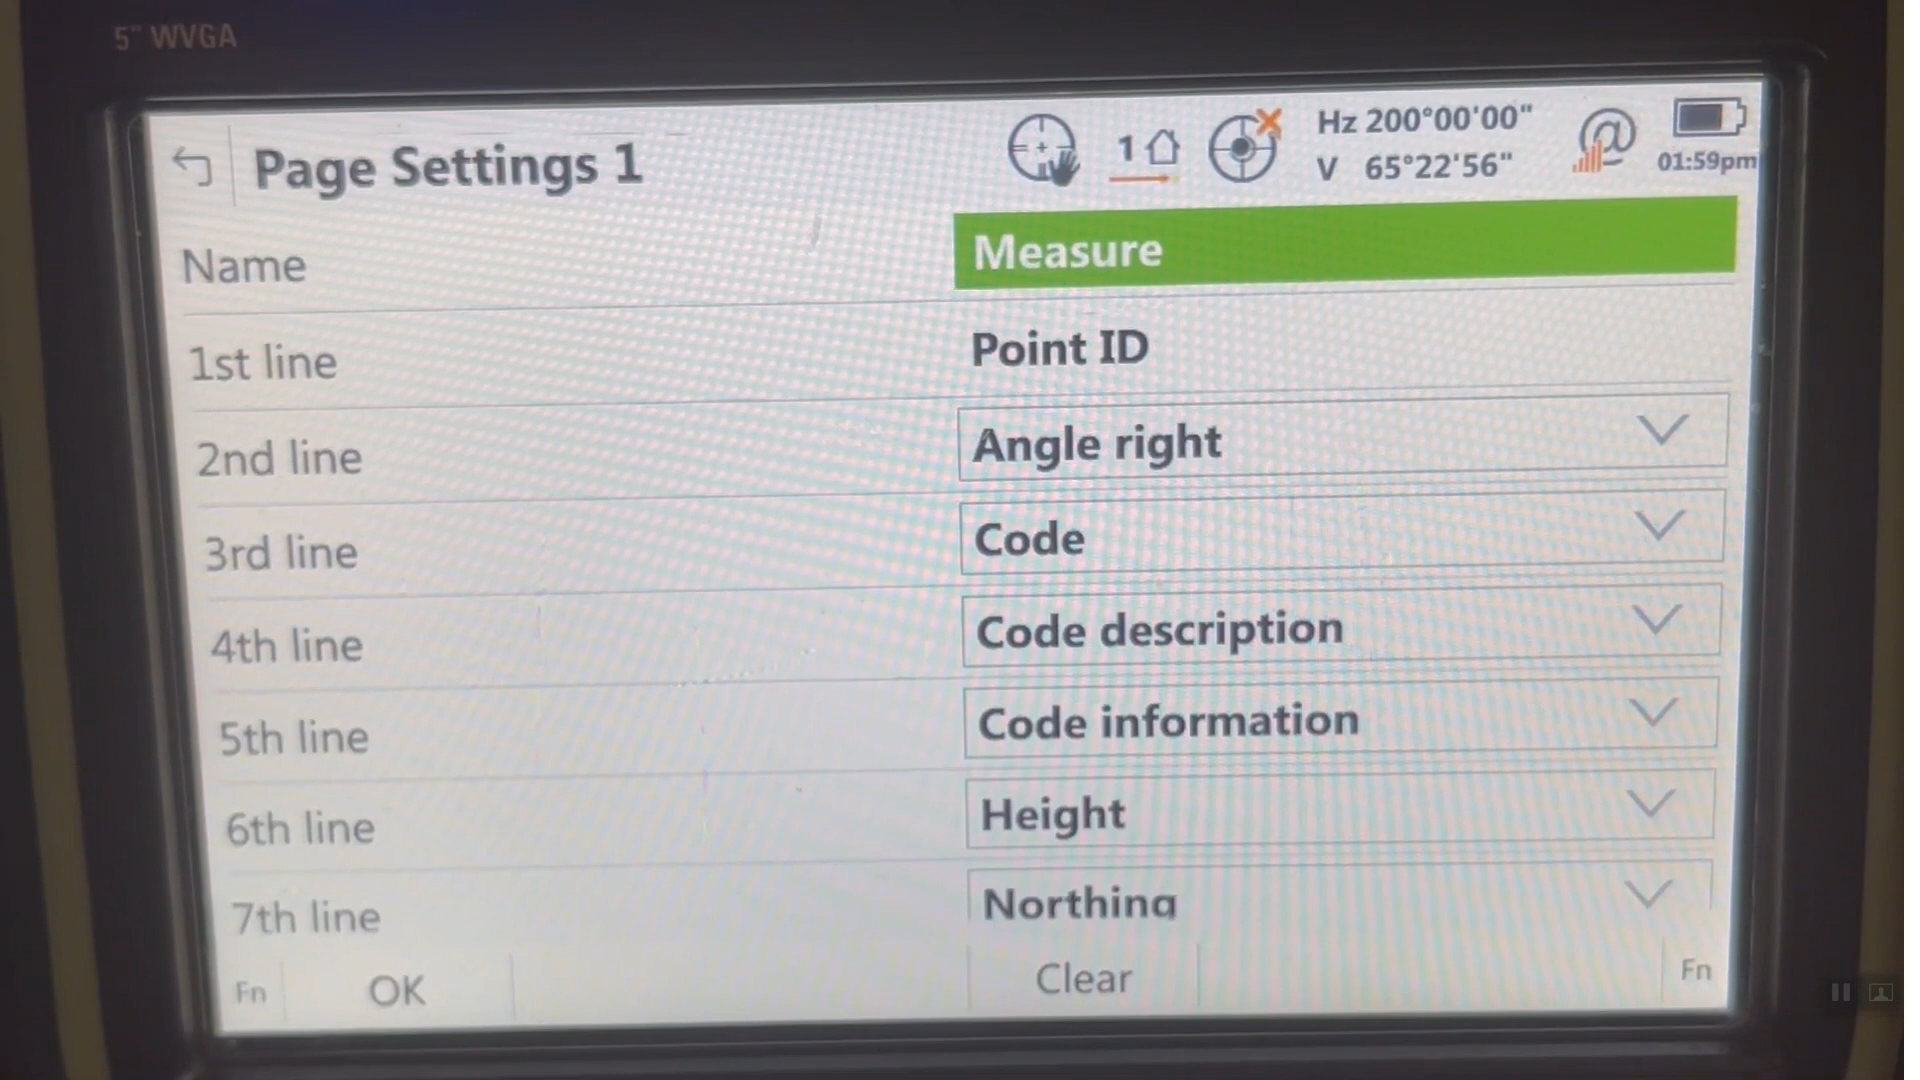 5" WVGA
Page Settings 1
1
Hz 200°00'00"
V 65°22'56"
@
01:59pm
Name Measure
1st line Point ID
2nd line Angle right
3rd line Code
4th line Code description
5th line Code information
6th line Height
7th line Northing
Fn OK Clear Fn